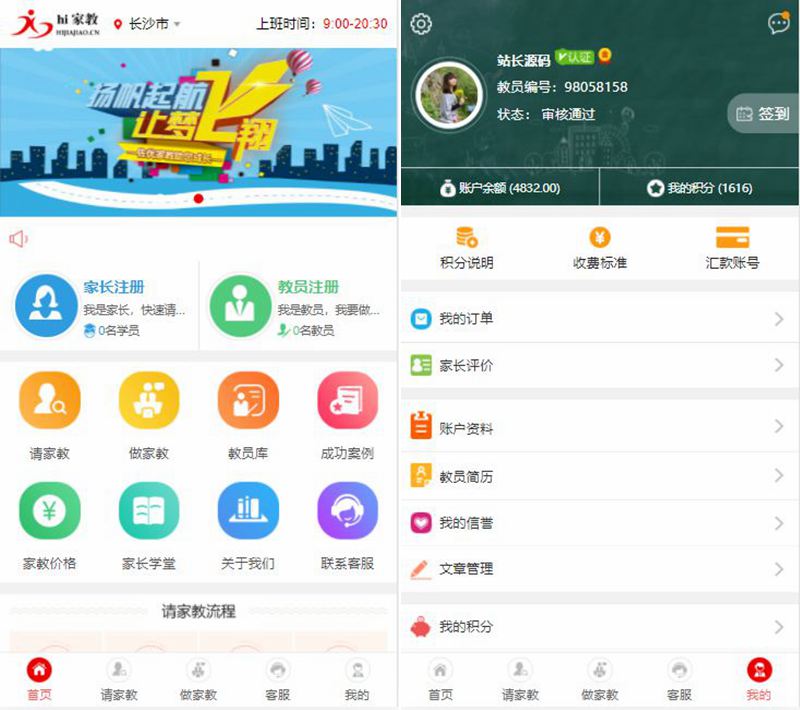 hi 家教
HIJIAJIAO.CN
长沙市
上班时间：9:00-20:30
扬帆起航
让梦飞翔
家长注册
我是家长，快速请...
0名学员
教员注册
我是教员，我要做...
0名教员
请家教
做家教
教员库
成功案例
家教价格
家长学堂
关于我们
联系客服
请家教流程
首页
请家教
做家教
客服
我的
站长源码
认证
教员编号：98058158
状态： 审核通过
签到
账户余额 (4832.00)
我的积分 (1616)
积分说明
收费标准
汇款账号
我的订单
家长评价
账户资料
教员简历
我的信誉
文章管理
我的积分
首页
请家教
做家教
客服
我的